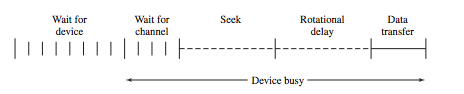 Wait for
device
Wait for
channel
Seek
Rotational
delay
Data
transfer
Device busy